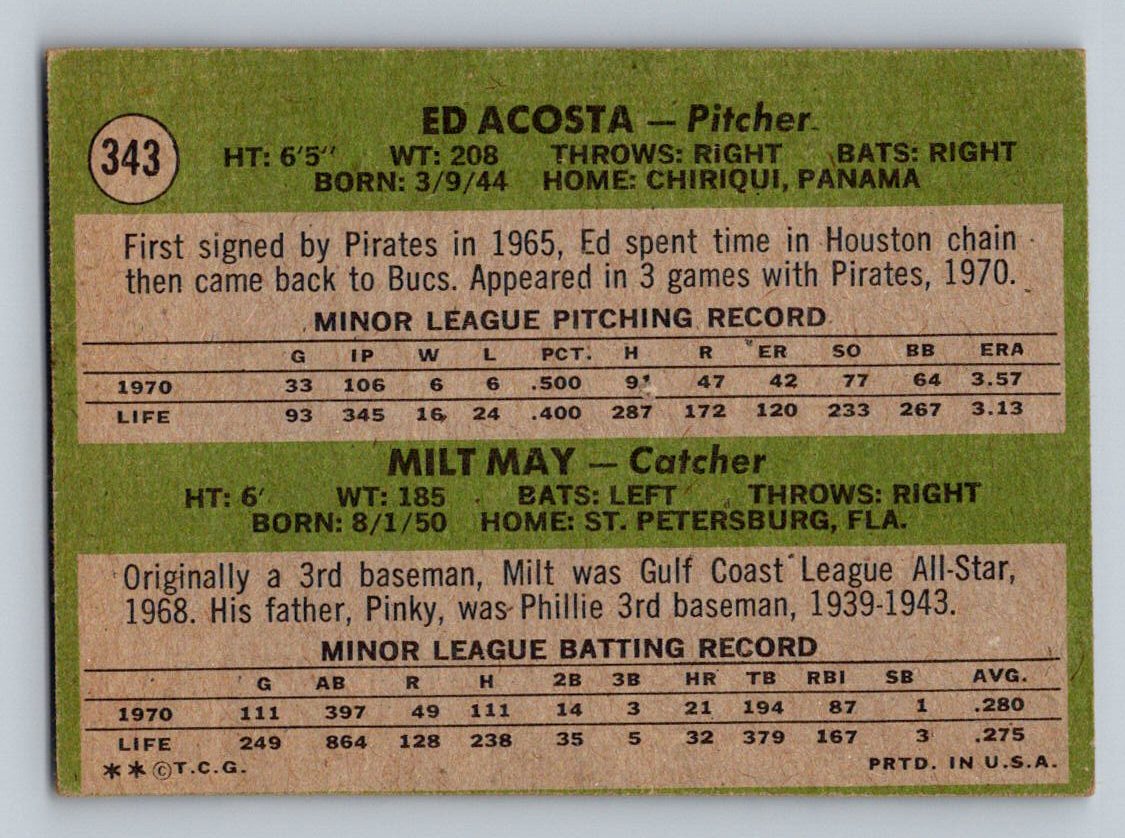 343
ED ACOSTA — Pitcher
HT: 6'5" WT: 208 THROWS: RIGHT BATS: RIGHT
BORN: 3/9/44 HOME: CHIRIQUI, PANAMA
First signed by Pirates in 1965, Ed spent time in Houston chain
then came back to Bucs. Appeared in 3 games with Pirates, 1970.
MINOR LEAGUE PITCHING RECORD
G IP W L PCT. H R ER SO BB ERA
1970 33 106 6 6 .500 47 42 77 64 3.57
LIFE 93 345 16 24 .400 287 172 120 233 267 3.13
MILT MAY — Catcher
HT: 6' WT: 185 BATS: LEFT THROWS: RIGHT
BORN: 8/1/50 HOME: ST. PETERSBURG, FLA.
Originally a 3rd baseman, Milt was Gulf Coast League All-Star,
1968. His father, Pinky, was Phillie 3rd baseman, 1939-1943.
MINOR LEAGUE BATTING RECORD
G AB R H 2B 3B HR TB RBI SB AVG.
1970 111 397 49 111 14 3 21 194 87 1 .280
LIFE 249 864 128 238 35 5 32 379 167 3 .275
**©T.C.G. PRTD. IN U.S.A.